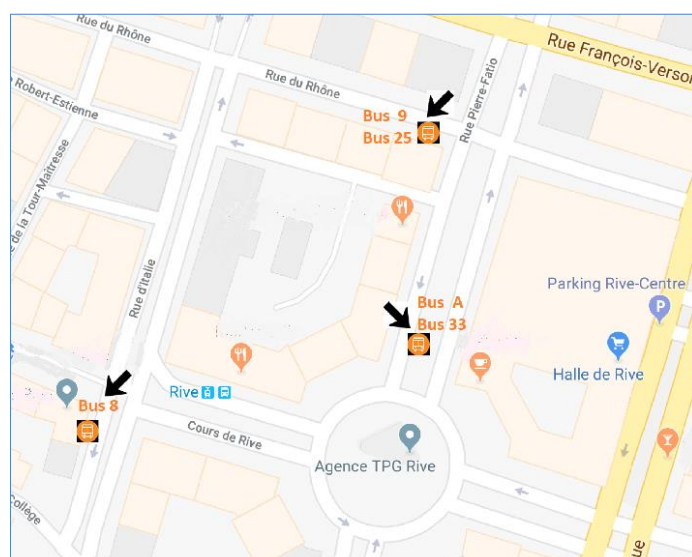 Rue du Rhône
Rue François-Verson
Rue du Rhône
Rue Pierre-Fatio
Robert-Estienne
Bus 9
Bus 25
de la Tour-Maîtresse
Rue d'Italie
Parking Rive-Centre
P
Bus A
Bus 33
Halle de Rive
Rive
Bus 8
Cours de Rive
Agence TPG Rive
Collège
ue